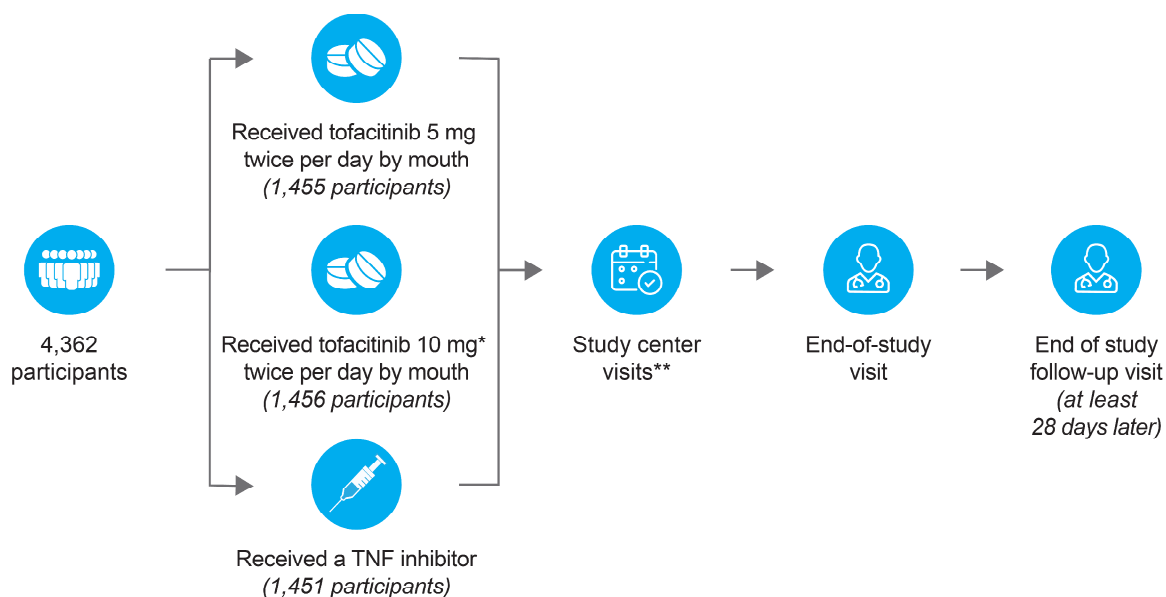 4,362
participants
Received tofacitinib 5 mg
twice per day by mouth
(1,455 participants)
Received tofacitinib 10 mg*
twice per day by mouth
(1,456 participants)
Received a TNF inhibitor
(1,451 participants)
Study center
visits**
End-of-study
visit
End of study
follow-up visit
(at least
28 days later)